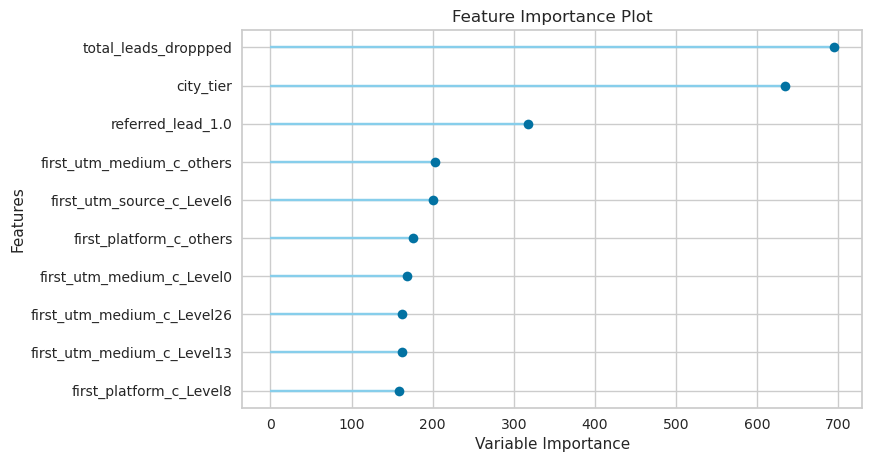 Feature Importance Plot
total_leads_droppped
city_tier
referred_lead_1.0
first_utm_medium_c_others
first_utm_source_c_Level6
first_platform_c_others
first_utm_medium_c_Level0
first_utm_medium_c_Level26
first_utm_medium_c_Level13
first_platform_c_Level8
Features
0 100 200 300 400 500 600 700
Variable Importance